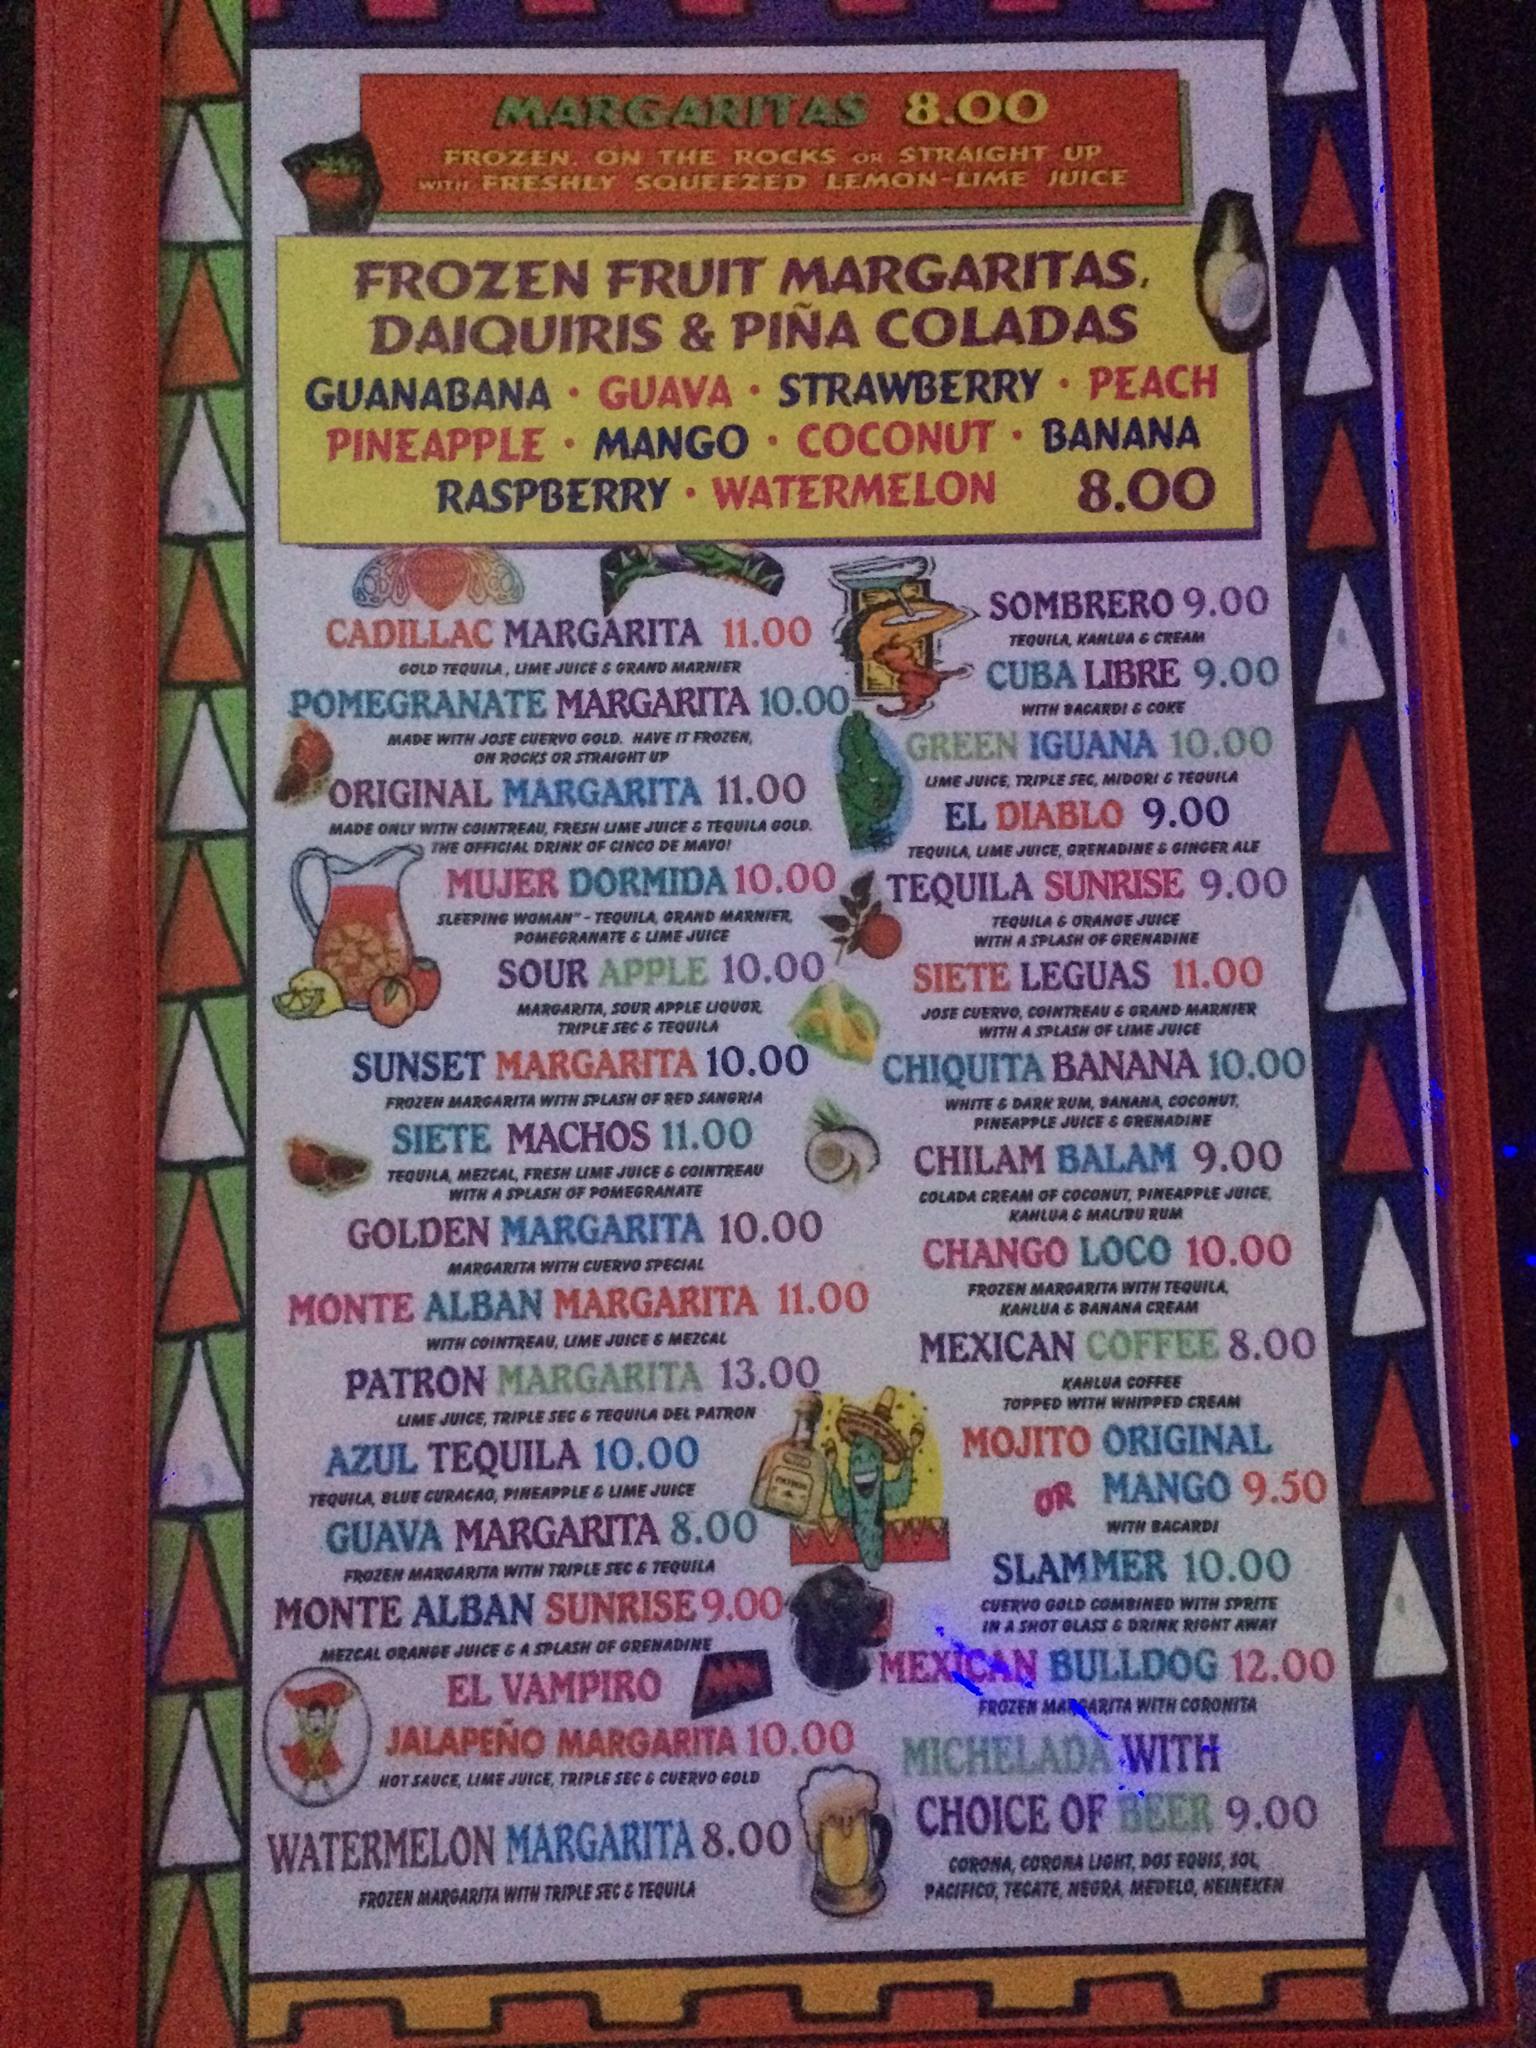 MARGARITAS 8.00
FROZEN, ON THE ROCKS OR STRAIGHT UP
WITH FRESHLY SQUEEZED LEMON-LIME JUICE
FROZEN FRUIT MARGARITAS,
DAIQUIRIS & PIÑA COLADAS
GUANABANA • GUAVA • STRAWBERRY • PEACH
PINEAPPLE • MANGO • COCONUT • BANANA
RASPBERRY • WATERMELON 8.00
CADILLAC MARGARITA 11.00
GOLD TEQUILA, LIME JUICE & GRAND MARNIER
POMEGRANATE MARGARITA 10.00
MADE WITH JOSE CUERVO GOLD. HAVE IT FROZEN,
ON ROCKS OR STRAIGHT UP
ORIGINAL MARGARITA 11.00
MADE ONLY WITH COINTREAU, FRESH LIME JUICE & TEQUILA GOLD.
THE OFFICIAL DRINK OF CINCO DE MAYO!
MUJER DORMIDA 10.00
SLEEPING WOMAN" - TEQUILA, GRAND MARNIER,
POMEGRANATE & LIME JUICE
SOUR APPLE 10.00
MARGARITA, SOUR APPLE LIQUOR,
TRIPLE SEC & TEQUILA
SUNSET MARGARITA 10.00
FROZEN MARGARITA WITH SPLASH OF RED SANGRIA
SIETE MACHOS 11.00
TEQUILA, MEZCAL, FRESH LIME JUICE & COINTREAU
WITH A SPLASH OF POMEGRANATE
GOLDEN MARGARITA 10.00
MARGARITA WITH CUERVO SPECIAL
MONTE ALBAN MARGARITA 11.00
WITH COINTREAU, LIME JUICE & MEZCAL
PATRON MARGARITA 13.00
LIME JUICE, TRIPLE SEC & TEQUILA DEL PATRON
AZUL TEQUILA 10.00
TEQUILA, BLUE CURACAO, PINEAPPLE & LIME JUICE
GUAVA MARGARITA 8.00
FROZEN MARGARITA WITH TRIPLE SEC & TEQUILA
MONTE ALBAN SUNRISE 9.00
MEZCAL ORANGE JUICE & A SPLASH OF GRENADINE
EL VAMPIRO
JALAPEÑO MARGARITA 10.00
HOT SAUCE, LIME JUICE, TRIPLE SEC & CUERVO GOLD
WATERMELON MARGARITA 8.00
FROZEN MARGARITA WITH TRIPLE SEC & TEQUILA
SOMBRERO 9.00
TEQUILA, KAHLUA & CREAM
CUBA LIBRE 9.00
WITH BACARDI & COKE
GREEN IGUANA 10.00
LIME JUICE, TRIPLE SEC, MIDORI & TEQUILA
EL DIABLO 9.00
TEQUILA, LIME JUICE, GRENADINE & GINGER ALE
TEQUILA SUNRISE 9.00
TEQUILA & ORANGE JUICE
WITH A SPLASH OF GRENADINE
SIETE LEGUAS 11.00
JOSE CUERVO, COINTREAU & GRAND MARNIER
WITH A SPLASH OF LIME JUICE
CHIQUITA BANANA 10.00
WHITE & DARK RUM, BANANA, COCONUT,
PINEAPPLE JUICE & GRENADINE
CHILAM BALAM 9.00
COLADA CREAM OF COCONUT, PINEAPPLE JUICE,
KAHLUA & MALIBU RUM
CHANGO LOCO 10.00
FROZEN MARGARITA WITH TEQUILA,
KAHLUA & BANANA CREAM
MEXICAN COFFEE 8.00
KAHLUA COFFEE
TOPPED WITH WHIPPED CREAM
MOJITO ORIGINAL
OR MANGO 9.50
WITH BACARDI
PATRON
SLAMMER 10.00
CUERVO GOLD COMBINED WITH SPRITE
IN A SHOT GLASS & DRINK RIGHT AWAY
MEXICAN BULLDOG 12.00
FROZEN MARGARITA WITH CORONITA
MICHELADA WITH
CHOICE OF BEER 9.00
CORONA, CORONA LIGHT, DOS EQUIS, SOL,
PACIFICO, TECATE, NEGRA, MEDELO, HEINEKEN